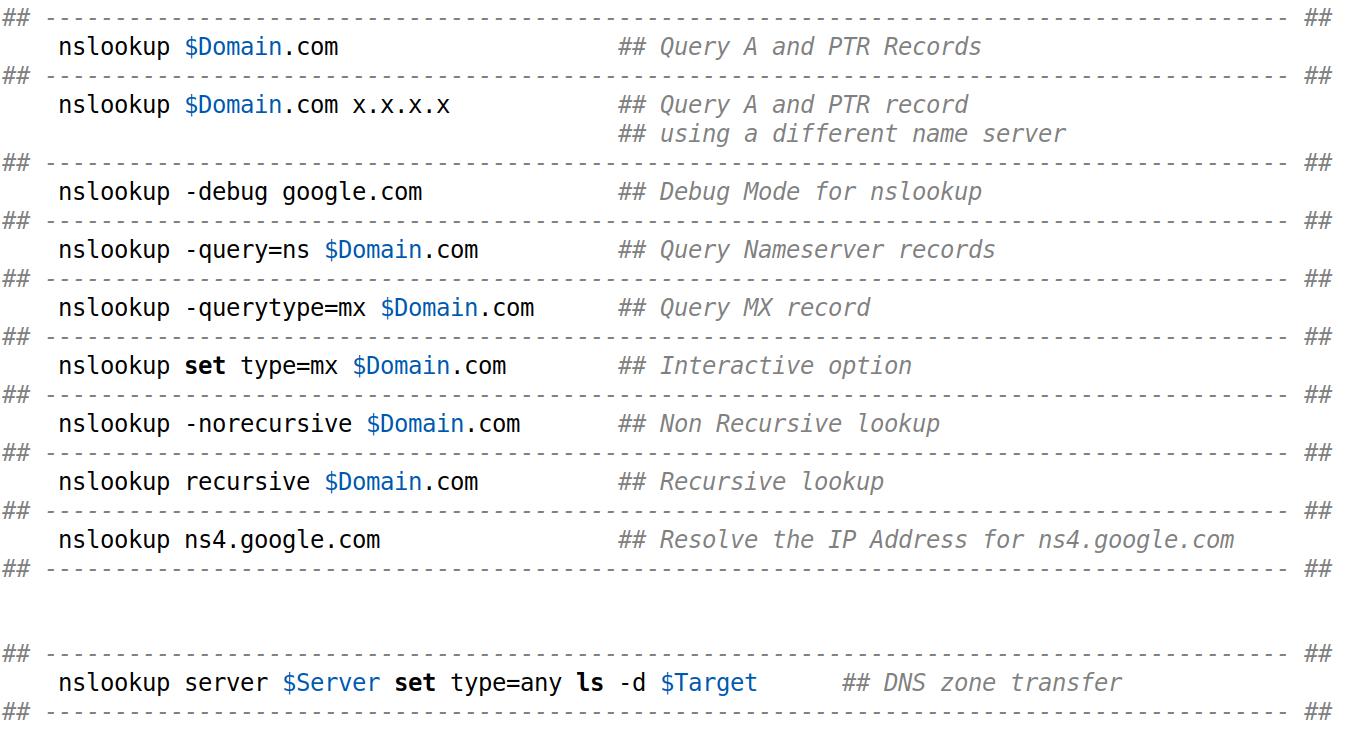 ## ----------------------------------------------------------------------------------------- ##
    nslookup $Domain.com                    ## Query A and PTR Records
## ----------------------------------------------------------------------------------------- ##
    nslookup $Domain.com x.x.x.x            ## Query A and PTR record
                                            ## using a different name server
## ----------------------------------------------------------------------------------------- ##
    nslookup -debug google.com              ## Debug Mode for nslookup
## ----------------------------------------------------------------------------------------- ##
    nslookup -query=ns $Domain.com          ## Query Nameserver records
## ----------------------------------------------------------------------------------------- ##
    nslookup -querytype=mx $Domain.com      ## Query MX record
## ----------------------------------------------------------------------------------------- ##
    nslookup set type=mx $Domain.com        ## Interactive option
## ----------------------------------------------------------------------------------------- ##
    nslookup -norecursive $Domain.com       ## Non Recursive lookup
## ----------------------------------------------------------------------------------------- ##
    nslookup recursive $Domain.com          ## Recursive lookup
## ----------------------------------------------------------------------------------------- ##
    nslookup ns4.google.com                 ## Resolve the IP Address for ns4.google.com
## ----------------------------------------------------------------------------------------- ##
## ----------------------------------------------------------------------------------------- ##
    nslookup server $Server set type=any ls -d $Target      ## DNS zone transfer
## ----------------------------------------------------------------------------------------- ##